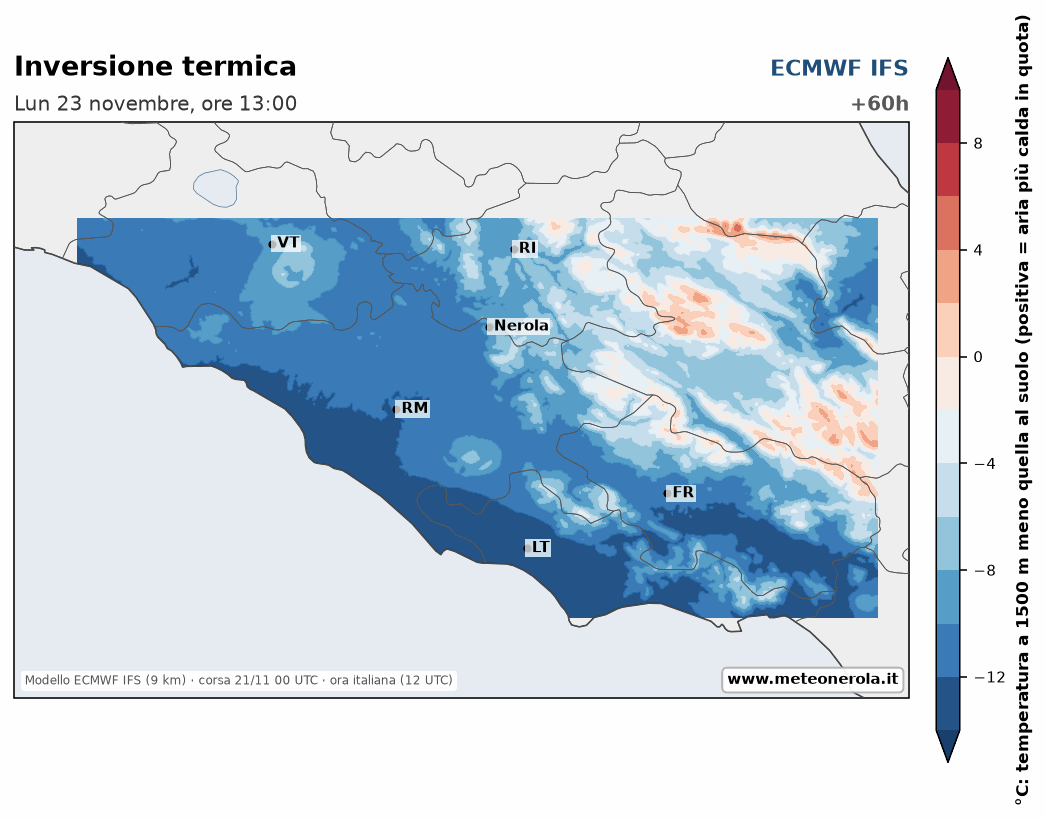 Inversione termica
ECMWF IFS
Lun 23 novembre, ore 13:00
+60h
VT
RI
Nerola
RM
FR
LT
8
4
0
−4
−8
−12
°C: temperatura a 1500 m meno quella al suolo (positiva = aria più calda in quota)
Modello ECMWF IFS (9 km) · corsa 21/11 00 UTC · ora italiana (12 UTC)
www.meteonerola.it